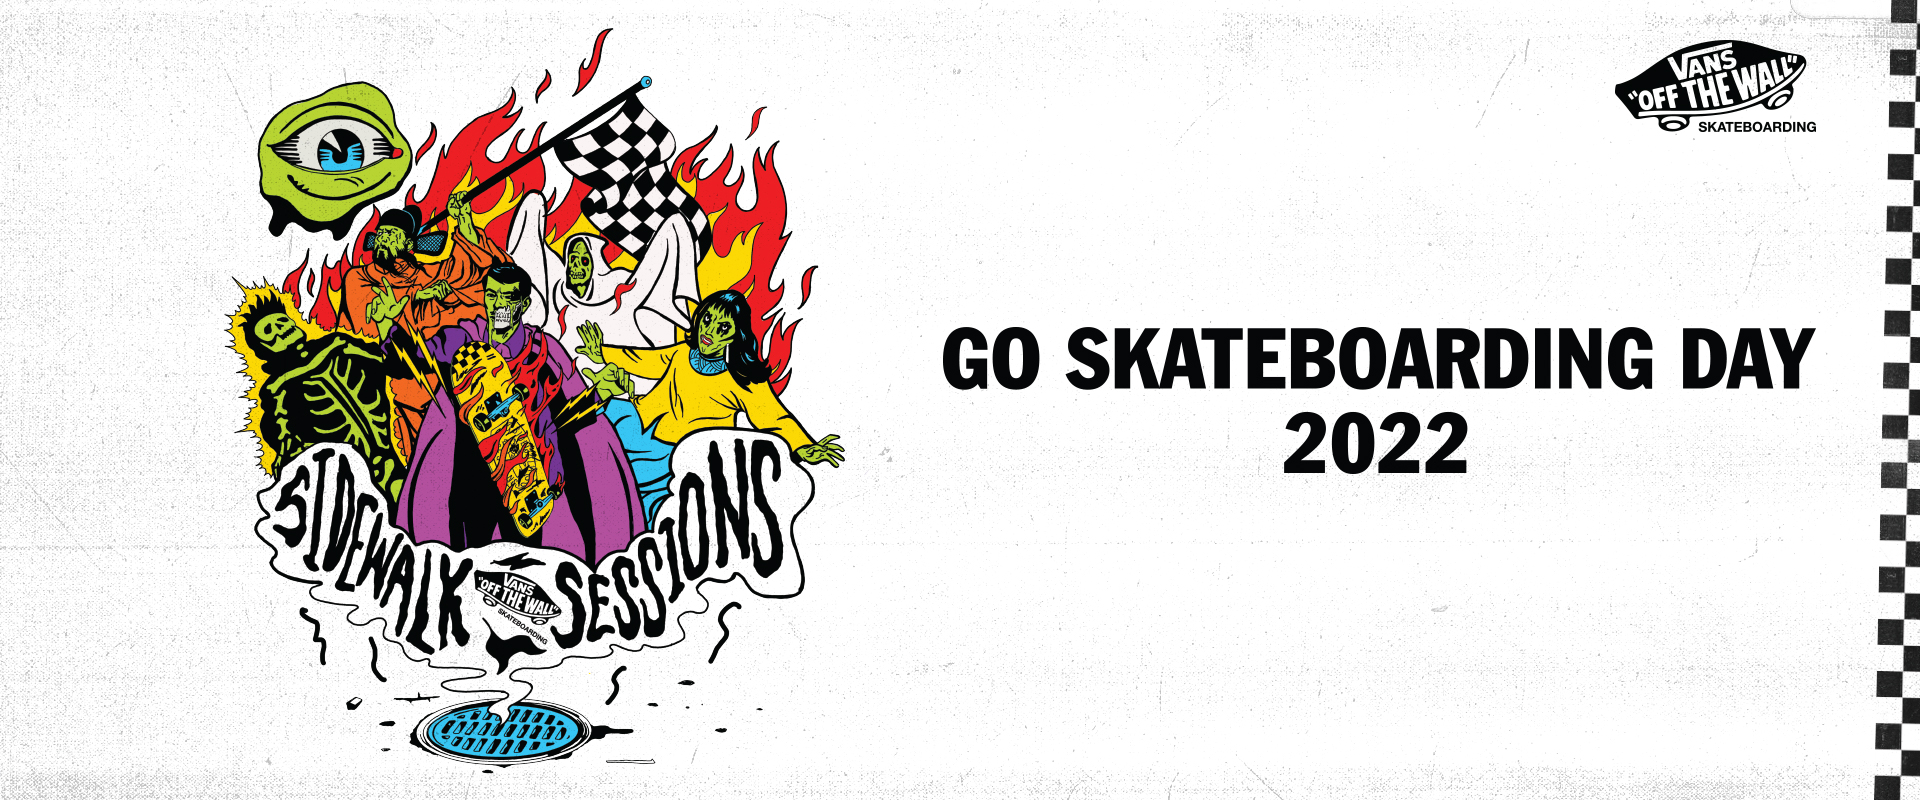 VANS
"OFF THE WALL"
SKATEBOARDING
GO SKATEBOARDING DAY
2022
SIDEWALK SESSIONS
VANS
"OFF THE WALL"
SKATEBOARDING